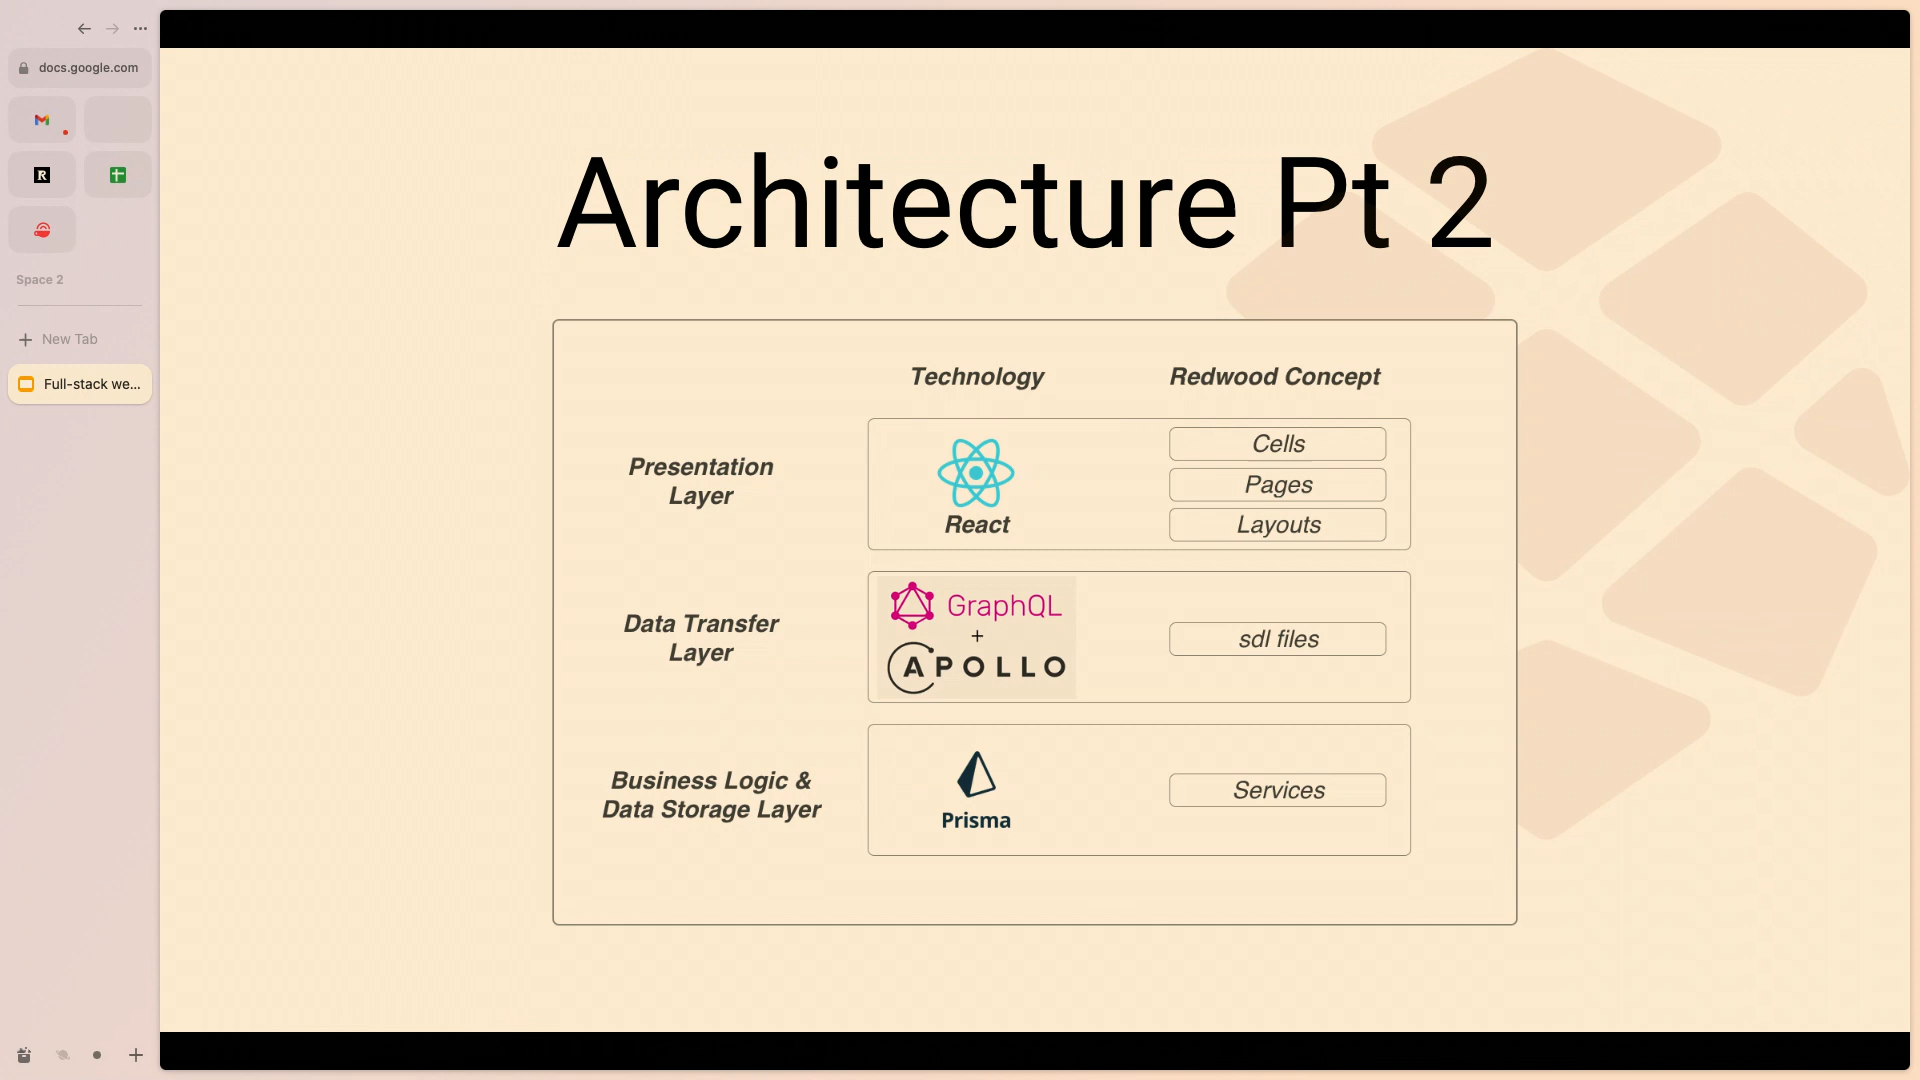 docs.google.com
Space 2
New Tab
Full-stack we...
Architecture Pt 2
Technology
Redwood Concept
Presentation
Layer
React
Cells
Pages
Layouts
Data Transfer
Layer
GraphQL
+
APOLLO
sdl files
Business Logic &
Data Storage Layer
Prisma
Services